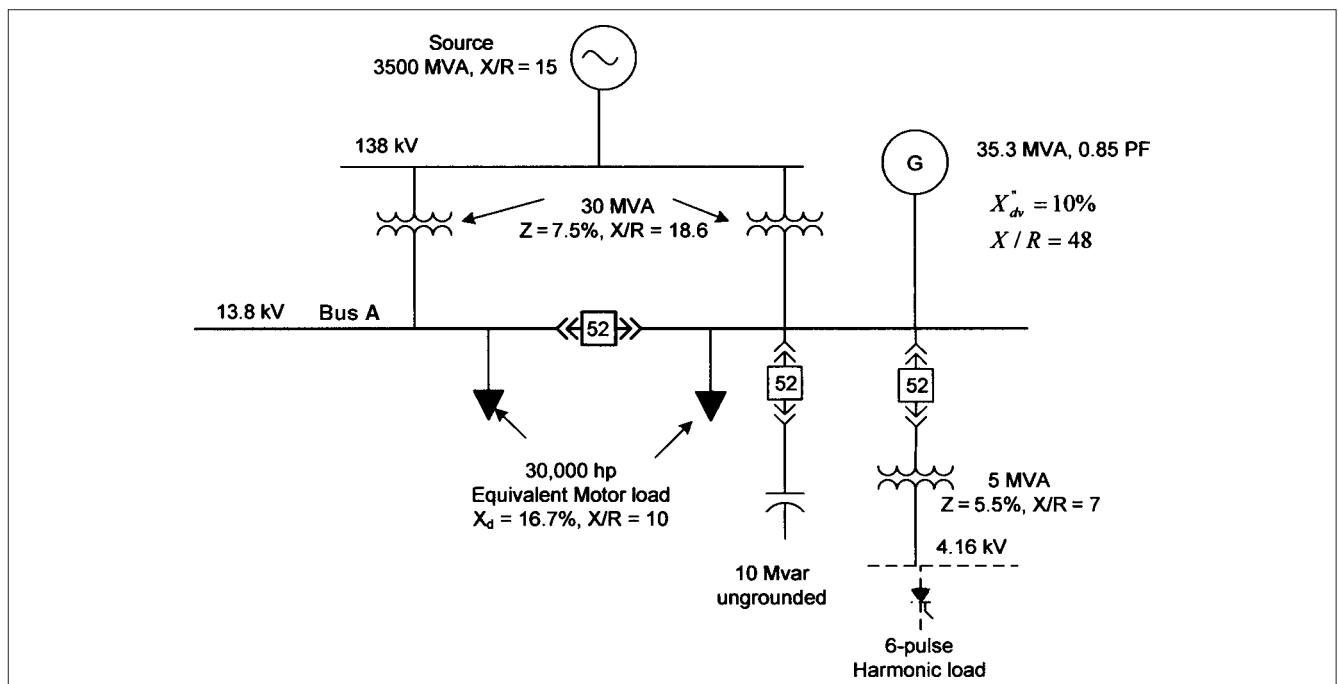 Source
3500 MVA, X/R = 15
138 kV
30 MVA
Z = 7.5%, X/R = 18.6
G
35.3 MVA, 0.85 PF
X"dv = 10%
X / R = 48
13.8 kV
Bus A
52
52
52
30,000 hp
Equivalent Motor load
Xd = 16.7%, X/R = 10
10 Mvar
ungrounded
5 MVA
Z = 5.5%, X/R = 7
4.16 kV
6-pulse
Harmonic load